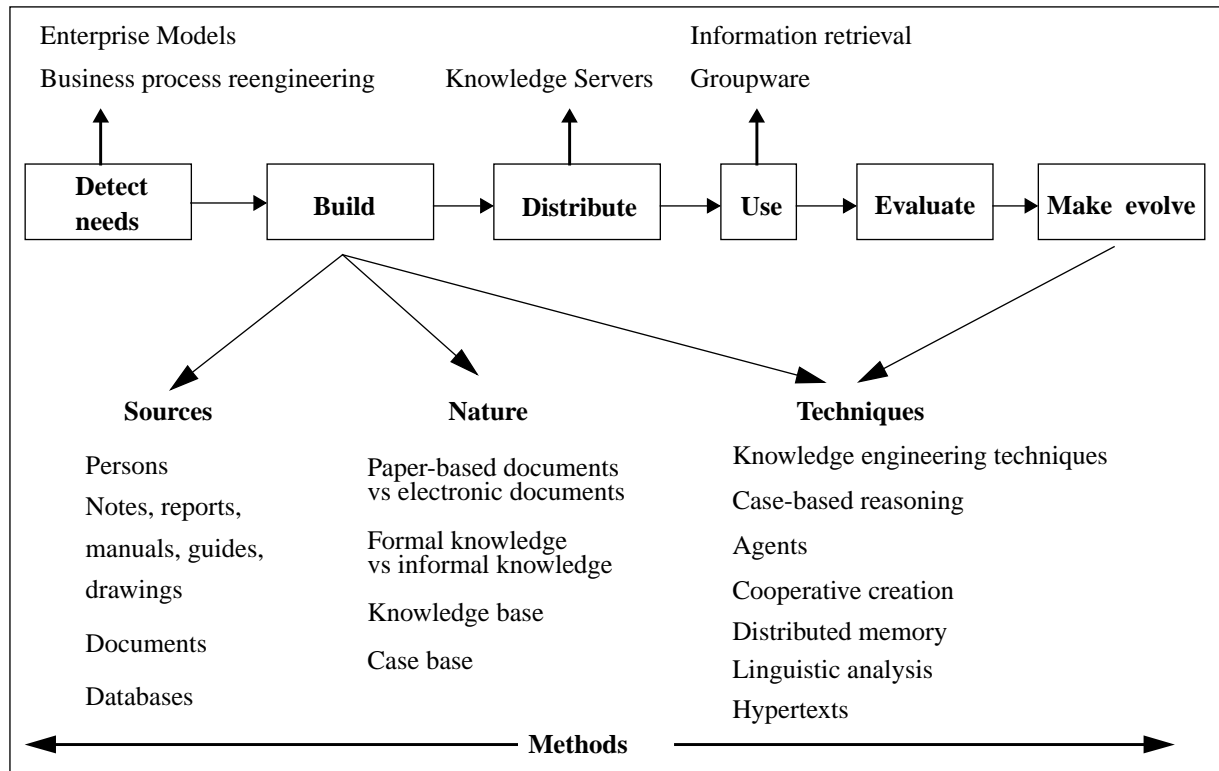 Enterprise Models
Business process reengineering
Knowledge Servers
Information retrieval
Groupware
Detect
needs
Build
Distribute
Use
Evaluate
Make evolve
Sources
Persons
Notes, reports,
manuals, guides,
drawings
Documents
Databases
Nature
Paper-based documents
vs electronic documents
Formal knowledge
vs informal knowledge
Knowledge base
Case base
Techniques
Knowledge engineering techniques
Case-based reasoning
Agents
Cooperative creation
Distributed memory
Linguistic analysis
Hypertexts
Methods